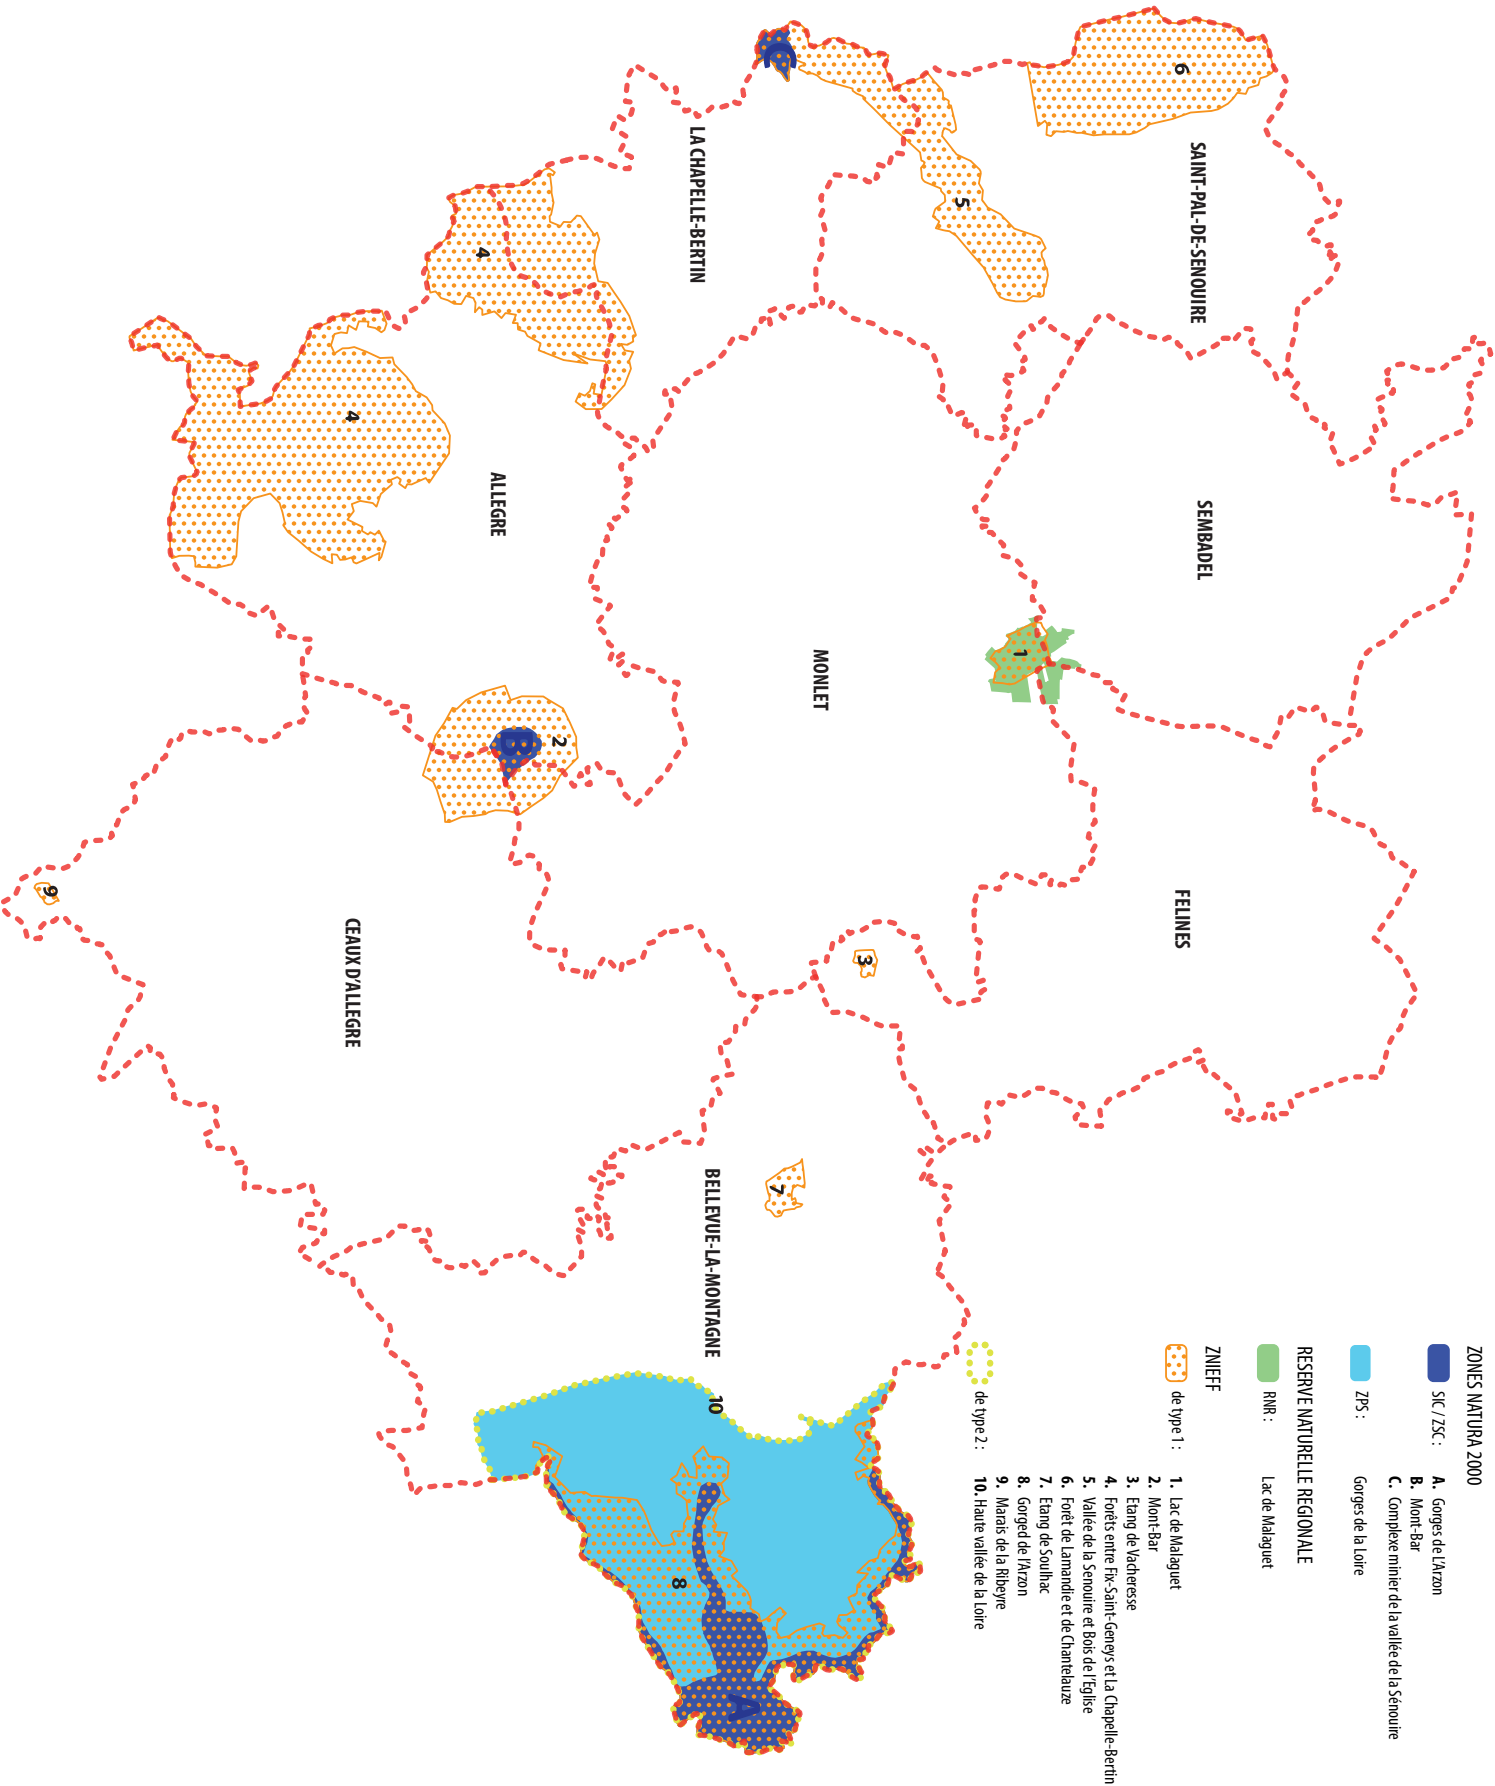 ZONES NATURA 2000
SIC / ZSC : A. Gorges de L'Arzon
B. Mont-Bar
C. Complexe minier de la vallée de la Sénouire
ZPS : Gorges de la Loire
RESERVE NATURELLE REGIONALE
RNR : Lac de Malaguet
ZNIEFF
de type 1 : 1. Lac de Malaguet
2. Mont-Bar
3. Etang de Vacheresse
4. Forêts entre Fix-Saint-Geneys et La Chapelle-Bertin
5. Vallée de la Senouire et Bois de l'Eglise
6. Forêt de Lamandie et de Chantelauze
7. Etang de Soulhac
8. Gorged de l'Arzon
9. Marais de la Ribeyre
de type 2 : 10. Haute vallée de la Loire
SAINT-PAL-DE-SENOUIRE
SEMBADEL
FELINES
6
5
1
3
MONLET
C
LA CHAPELLE-BERTIN
7
BELLEVUE-LA-MONTAGNE
10
8
A
2
B
ALLEGRE
4
4
CEAUX D'ALLEGRE
9